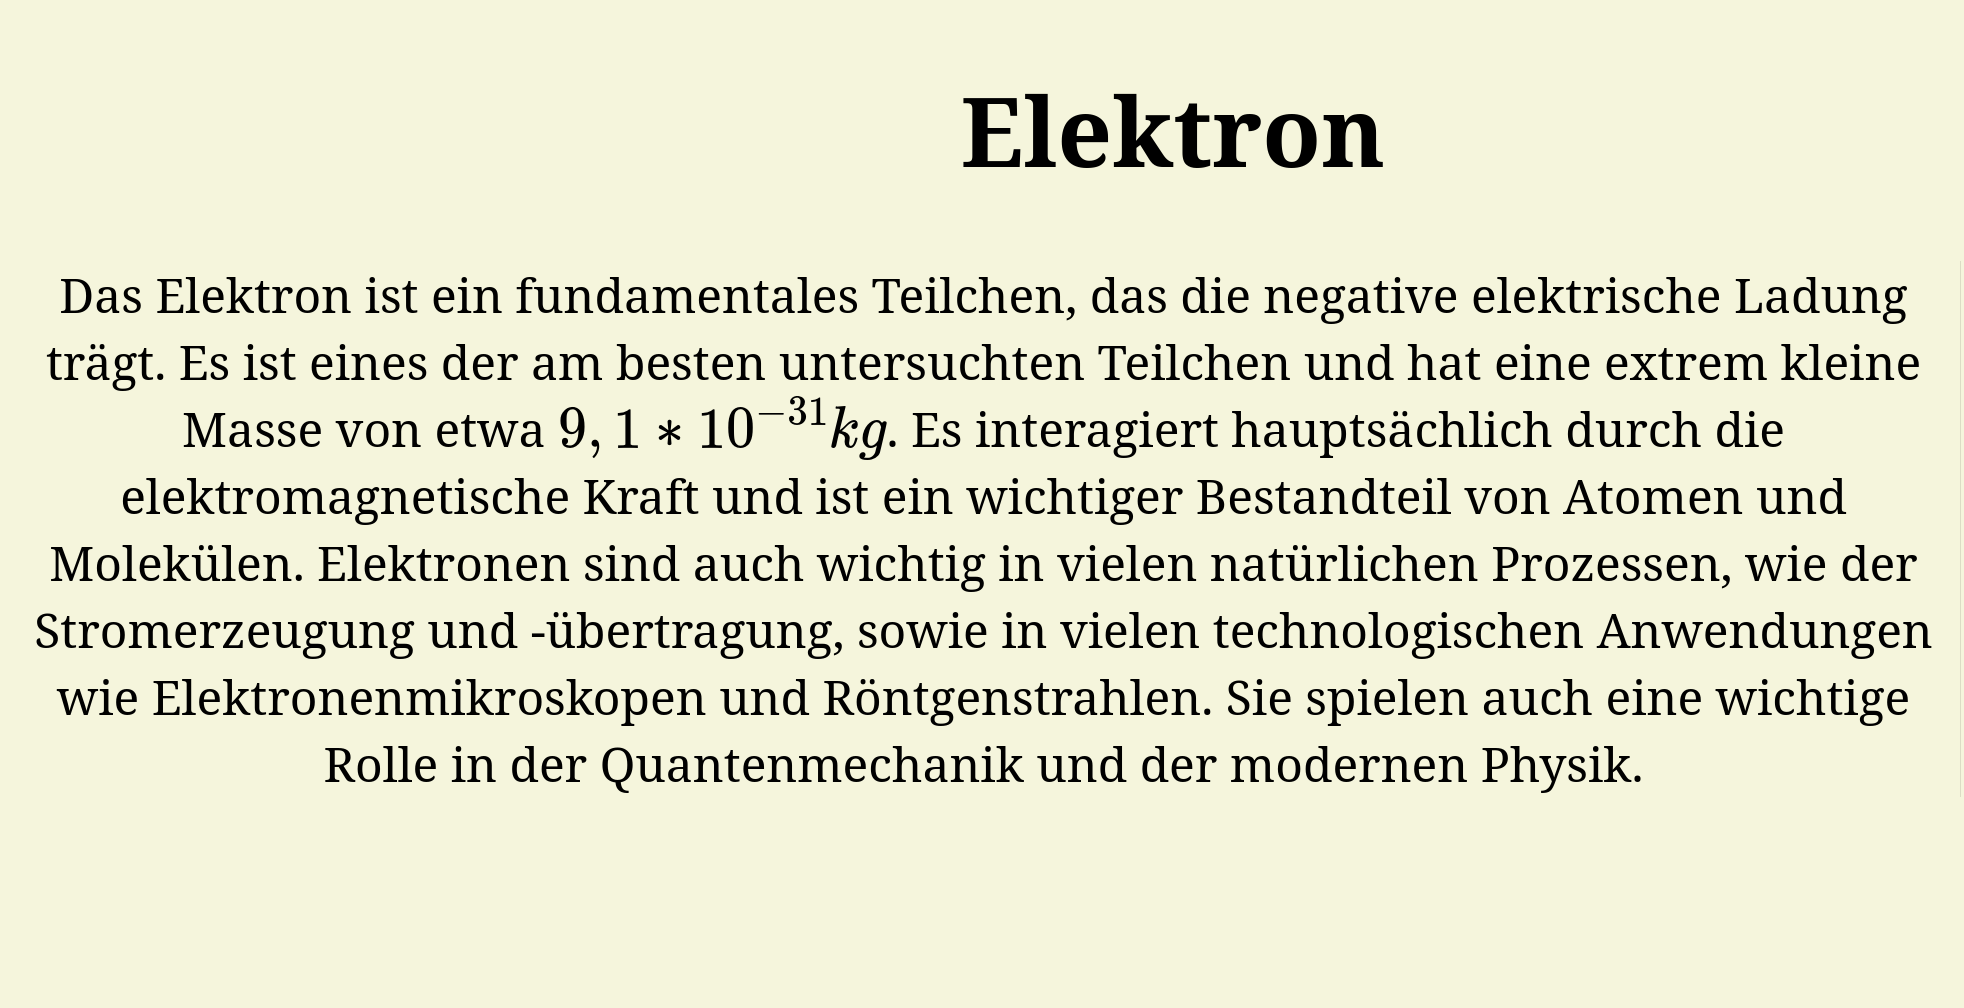 Elektron
Das Elektron ist ein fundamentales Teilchen, das die negative elektrische Ladung
trägt. Es ist eines der am besten untersuchten Teilchen und hat eine extrem kleine
Masse von etwa 9, 1 ∗ 10⁻³¹kg. Es interagiert hauptsächlich durch die
elektromagnetische Kraft und ist ein wichtiger Bestandteil von Atomen und
Molekülen. Elektronen sind auch wichtig in vielen natürlichen Prozessen, wie der
Stromerzeugung und -übertragung, sowie in vielen technologischen Anwendungen
wie Elektronenmikroskopen und Röntgenstrahlen. Sie spielen auch eine wichtige
Rolle in der Quantenmechanik und der modernen Physik.